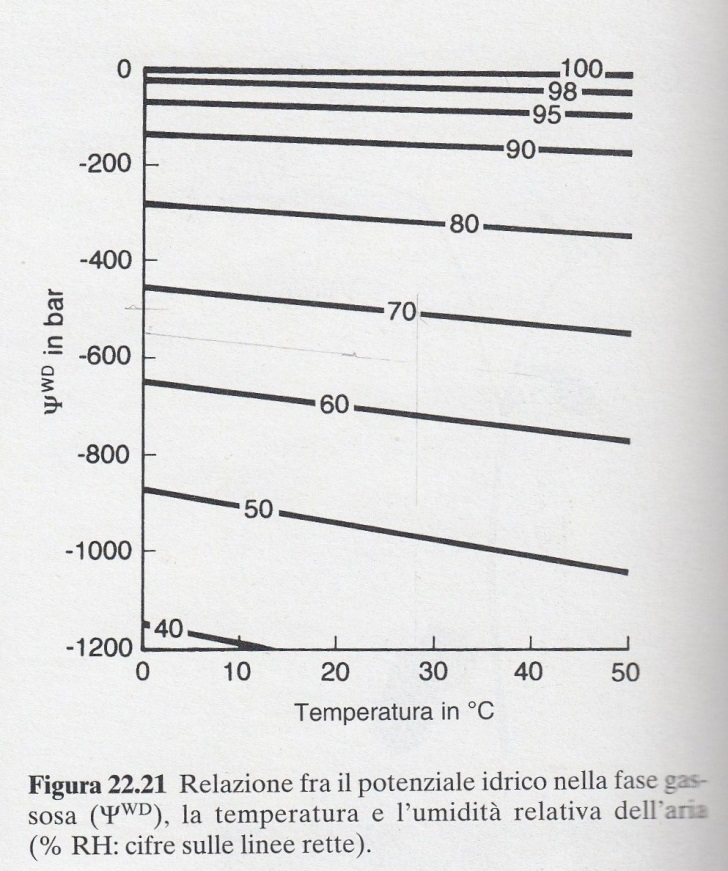 0
-200
-400
-600
-800
-1000
-1200
Ψᵂᴰ in bar
100
98
95
90
80
70
60
50
40
0 10 20 30 40 50
Temperatura in °C
Figura 22.21 Relazione fra il potenziale idrico nella fase gas-
sosa (Ψᵂᴰ), la temperatura e l'umidità relativa dell'aria
(% RH: cifre sulle linee rette).